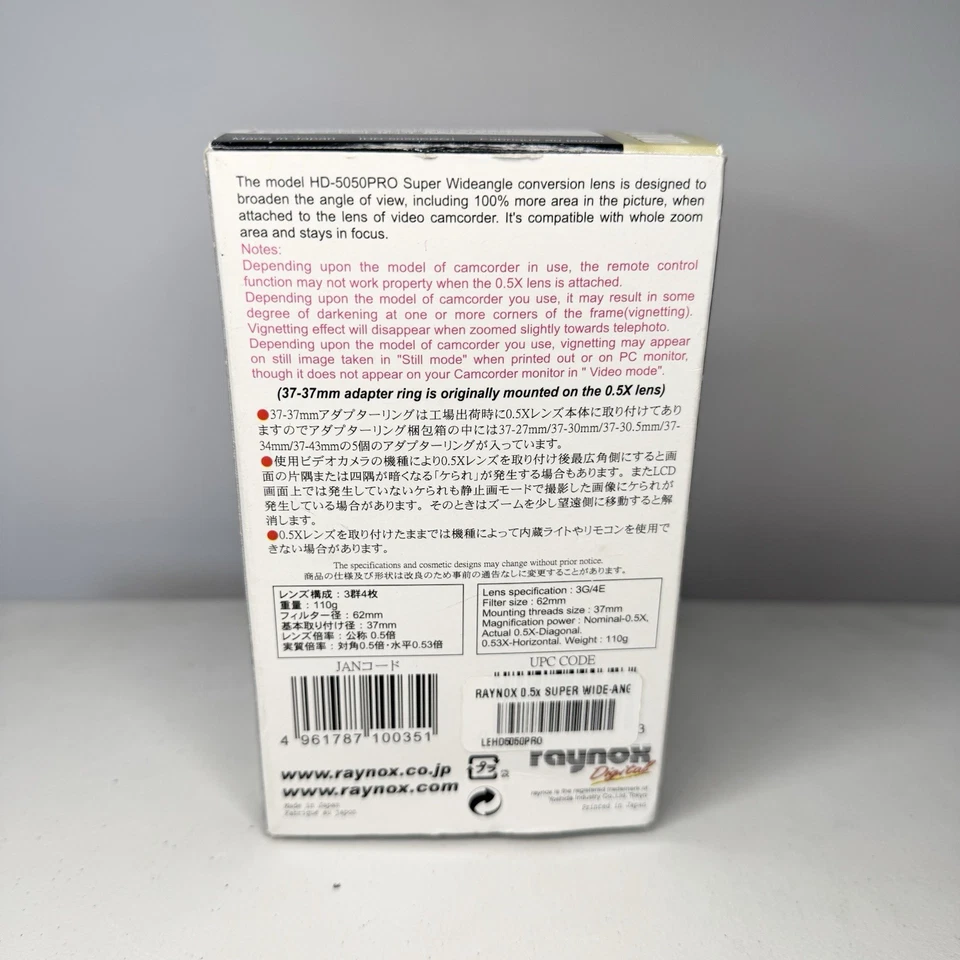 The model HD-5050PRO Super Wideangle conversion lens is designed to
broaden the angle of view, including 100% more area in the picture, when
attached to the lens of video camcorder. It's compatible with whole zoom
area and stays in focus.
Notes:
Depending upon the model of camcorder in use, the remote control
function may not work property when the 0.5X lens is attached.
Depending upon the model of camcorder you use, it may result in some
degree of darkening at one or more corners of the frame(vignetting).
Vignetting effect will disappear when zoomed slightly towards telephoto.
Depending upon the model of camcorder you use, vignetting may appear
on still image taken in "Still mode" when printed out or on PC monitor,
though it does not appear on your Camcorder monitor in " Video mode".
(37-37mm adapter ring is originally mounted on the 0.5X lens)
●37-37mmアダプターリングは工場出荷時に0.5Xレンズ本体に取り付けてあり
ますのでアダプターリング梱包箱の中には37-27mm/37-30mm/37-30.5mm/37-
34mm/37-43mmの5個のアダプターリングが入っています。
●使用ビデオカメラの機種により0.5Xレンズを取り付け後最広角側にすると画
面の片隅または四隅が暗くなる「ケられ」が発生する場合もあります。またLCD
画面上では発生していないケられも静止画モードで撮影した画像にケられが
発生している場合があります。そのときはズームを少し望遠側に移動すると解
消します。
●0.5Xレンズを取り付けたままでは機種によって内蔵ライトやリモコンを使用で
きない場合があります。
The specifications and cosmetic designs may change without prior notice.
商品の仕様及び形状は改良のため事前の通告なしに変更することがあります。
レンズ構成：3群4枚
重量：110g
フィルター径：62mm
基本取り付け径：37mm
レンズ倍率：公称 0.5倍
実質倍率：対角0.5倍・水平0.53倍
Lens specification : 3G/4E
Filter size : 62mm
Mounting threads size : 37mm
Magnification power : Nominal-0.5X,
Actual 0.5X-Diagonal.
0.53X-Horizontal. Weight : 110g
JANコード
UPC CODE
RAYNOX 0.5x SUPER WIDE-ANG
LEHD5050PRO
3
4 961787 100351
www.raynox.co.jp
www.raynox.com
Made in Japan
Fabrique au Japon
プラ
raynox
Digital
raynox is the registered trademark of
Yoshida Industry Co.,Ltd. Tokyo
Printed in Japan